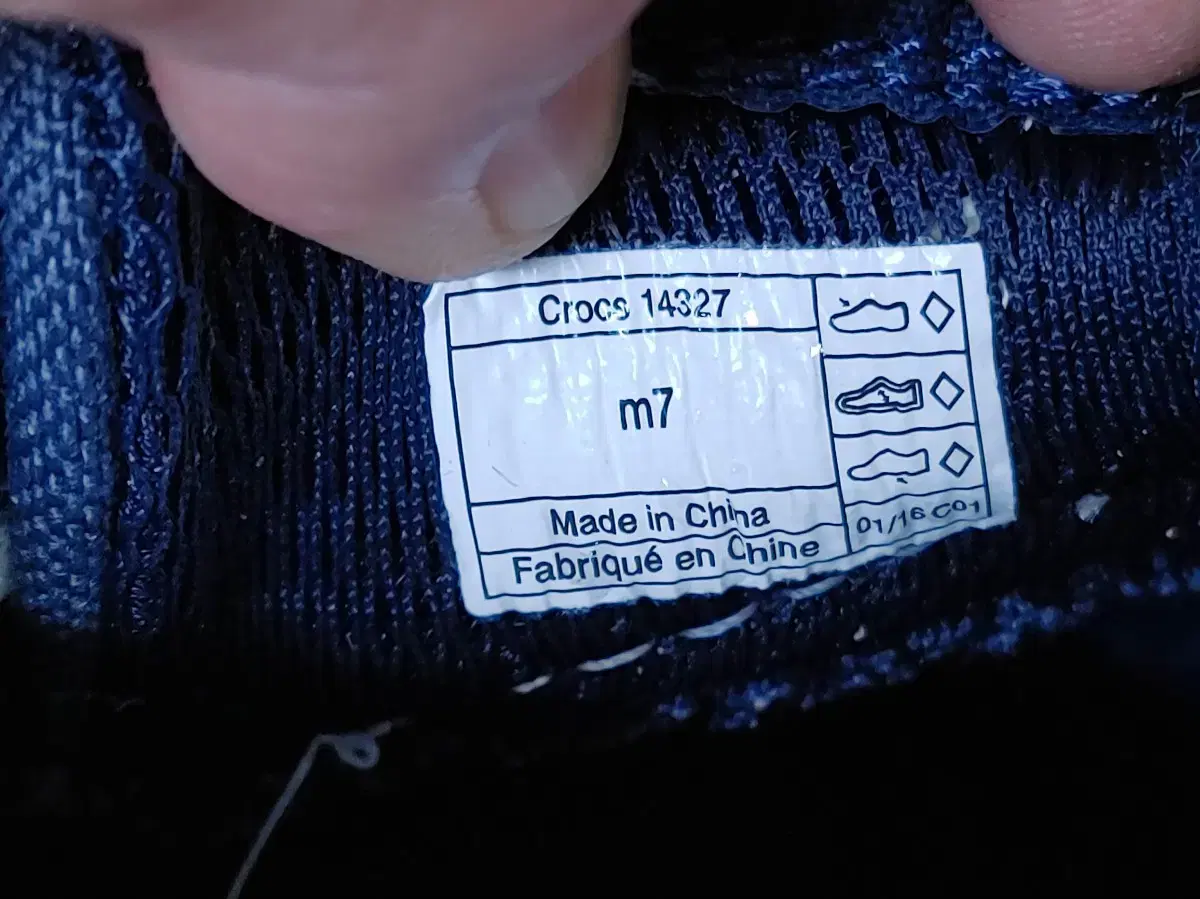 Crocs 14327
m7
Made in China
Fabriqué en Chine
01/16 C01